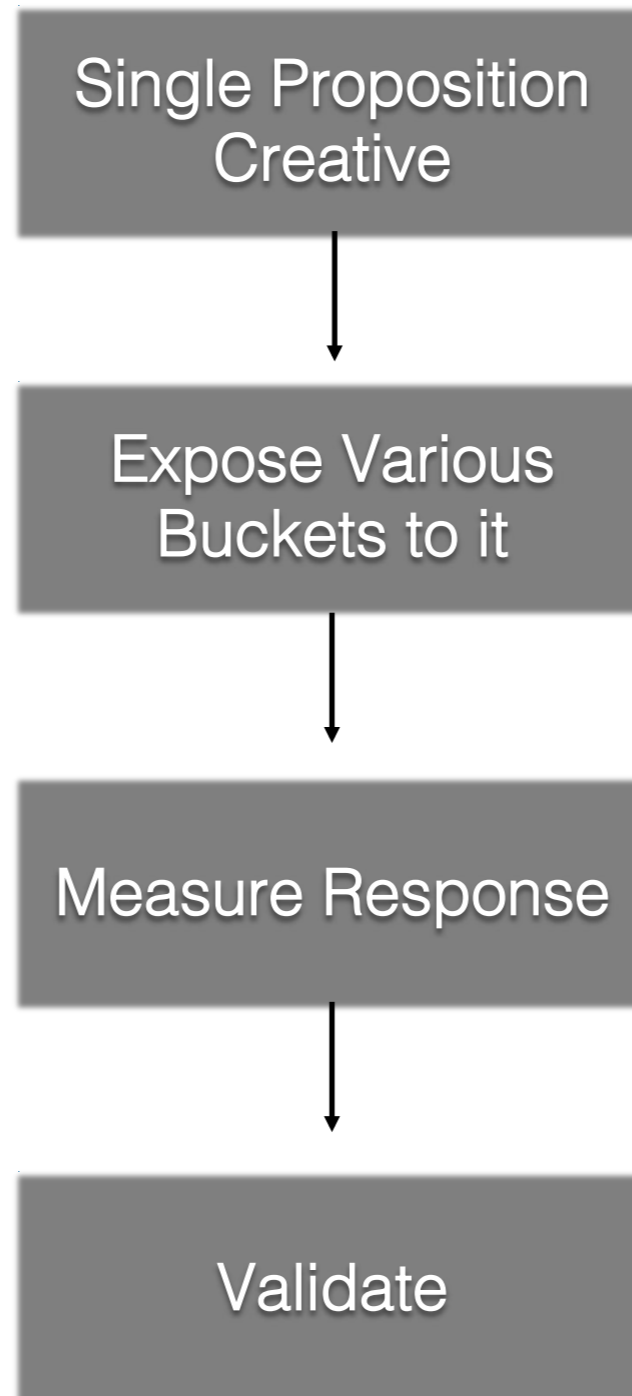 Single Proposition
Creative
Expose Various
Buckets to it
Measure Response
Validate